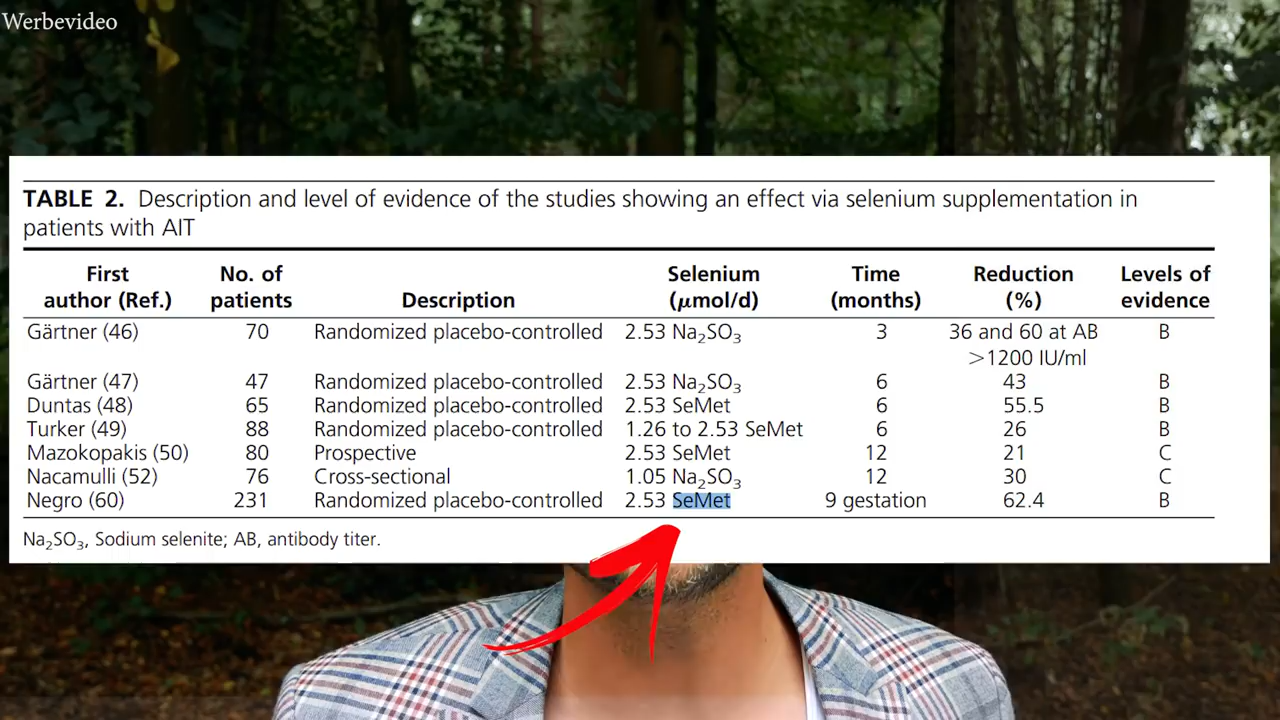 Werbevideo
TABLE 2. Description and level of evidence of the studies showing an effect via selenium supplementation in
patients with AIT
First author (Ref.) No. of patients Description Selenium (μmol/d) Time (months) Reduction (%) Levels of evidence
Gärtner (46) 70 Randomized placebo-controlled 2.53 Na₂SO₃ 3 36 and 60 at AB B
>1200 IU/ml
Gärtner (47) 47 Randomized placebo-controlled 2.53 Na₂SO₃ 6 43 B
Duntas (48) 65 Randomized placebo-controlled 2.53 SeMet 6 55.5 B
Turker (49) 88 Randomized placebo-controlled 1.26 to 2.53 SeMet 6 26 B
Mazokopakis (50) 80 Prospective 2.53 SeMet 12 21 C
Nacamulli (52) 76 Cross-sectional 1.05 Na₂SO₃ 12 30 C
Negro (60) 231 Randomized placebo-controlled 2.53 SeMet 9 gestation 62.4 B
Na₂SO₃, Sodium selenite; AB, antibody titer.